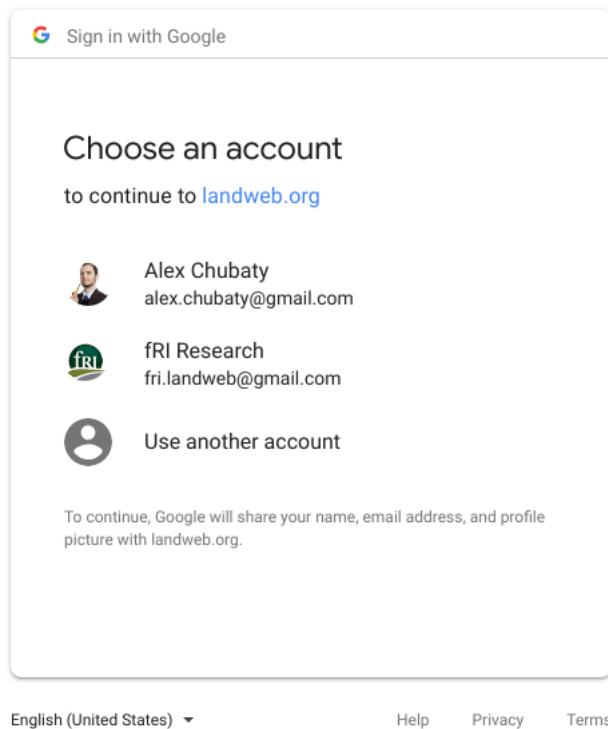 Sign in with Google
Choose an account
to continue to landweb.org
Alex Chubaty
alex.chubaty@gmail.com
fRI
fRI Research
fri.landweb@gmail.com
Use another account
To continue, Google will share your name, email address, and profile
picture with landweb.org.
English (United States) Help Privacy Terms